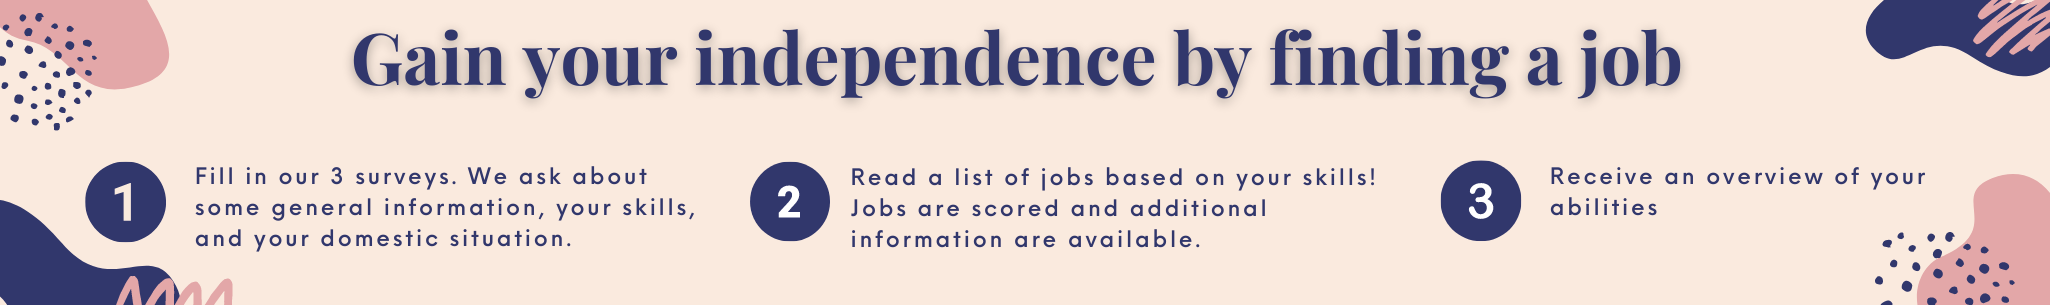 Gain your independence by finding a job
1
Fill in our 3 surveys. We ask about
some general information, your skills,
and your domestic situation.
2
Read a list of jobs based on your skills!
Jobs are scored and additional
information are available.
3
Receive an overview of your
abilities